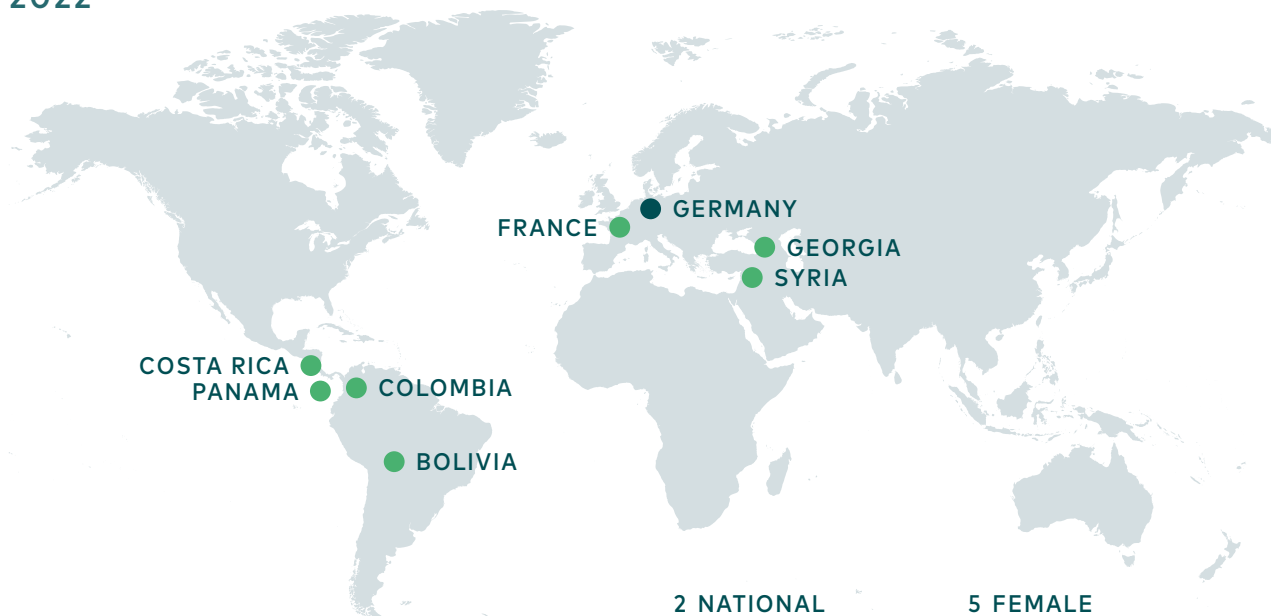 2022
GERMANY
FRANCE
GEORGIA
SYRIA
COSTA RICA
PANAMA
COLOMBIA
BOLIVIA
2 NATIONAL
5 FEMALE